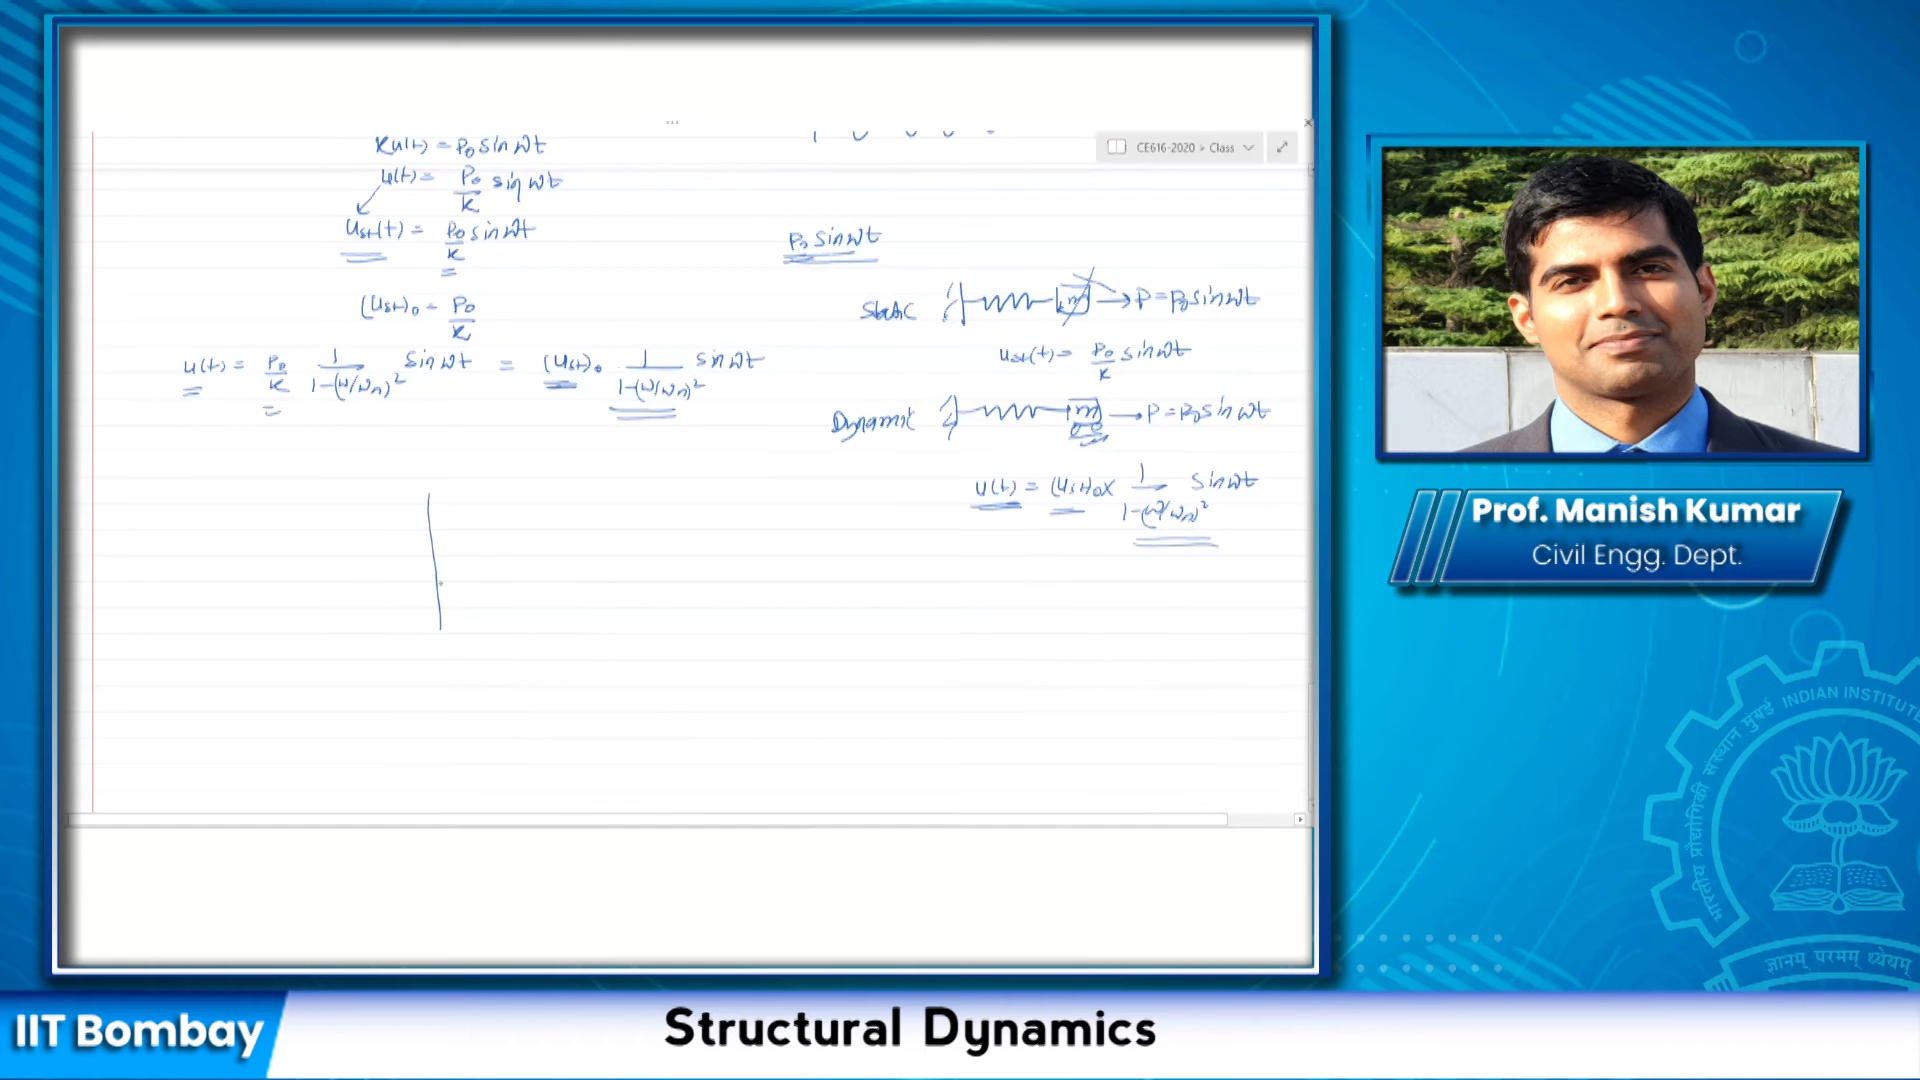 Ku(t) = P₀ sin ωt
u(t) = P₀/K sin ωt
uₛₜ(t) = P₀/K sin ωt
(uₛₜ)₀ = P₀/K
u(t) = P₀/K 1/(1-(ω/ωₙ)²) sin ωt = (uₛₜ)₀ 1/(1-(ω/ωₙ)²) sin ωt
CE616-2020 > Class
P₀ sin ωt
Static m P = P₀ sin ωt
uₛₜ(t) = P₀/K sin ωt
Dynamic m P = P₀ sin ωt
u(t) = (uₛₜ)₀ x 1/(1-(ω/ωₙ)²) sin ωt
Prof. Manish Kumar
Civil Engg. Dept.
भारतीय प्रौद्योगिकी संस्थान मुंबई
INDIAN INSTITUTE
ज्ञानम् परमम् ध्येयम्
IIT Bombay
Structural Dynamics